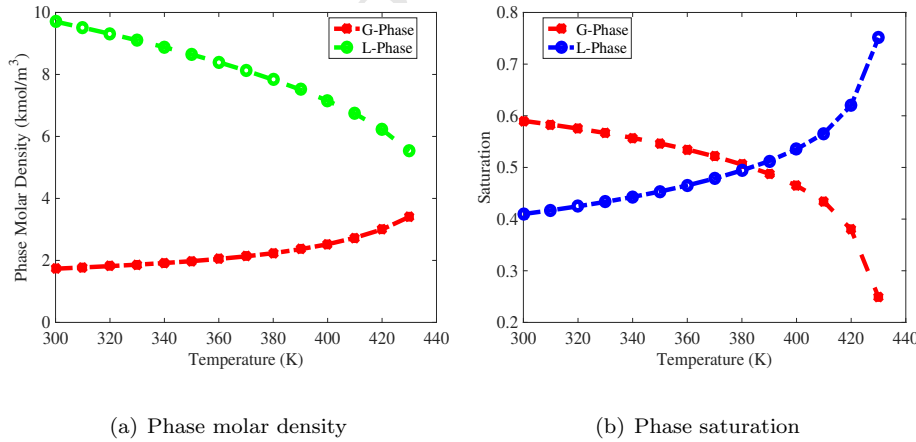 10
8
6
4
2
0
Phase Molar Density (kmol/m³)
G-Phase
L-Phase
300 320 340 360 380 400 420 440
Temperature (K)
(a) Phase molar density
0.8
0.7
0.6
0.5
0.4
0.3
0.2
Saturation
G-Phase
L-Phase
300 320 340 360 380 400 420 440
Temperature (K)
(b) Phase saturation